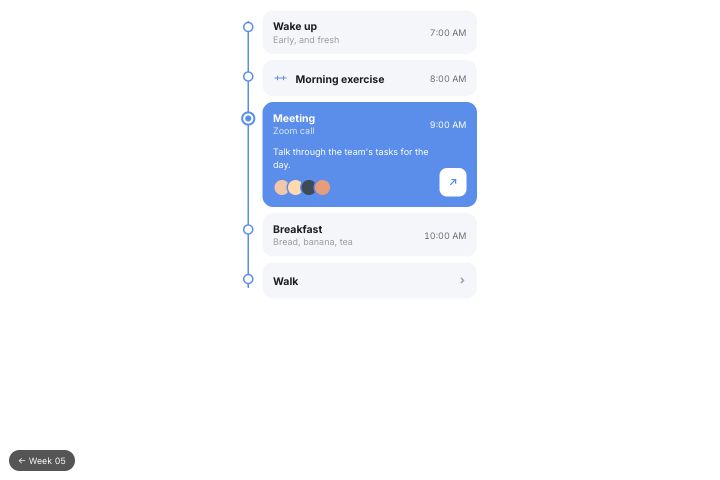 Wake up
Early, and fresh
7:00 AM
Morning exercise
8:00 AM
Meeting
Zoom call
9:00 AM
Talk through the team's tasks for the
day.
Breakfast
Bread, banana, tea
10:00 AM
Walk
← Week 05